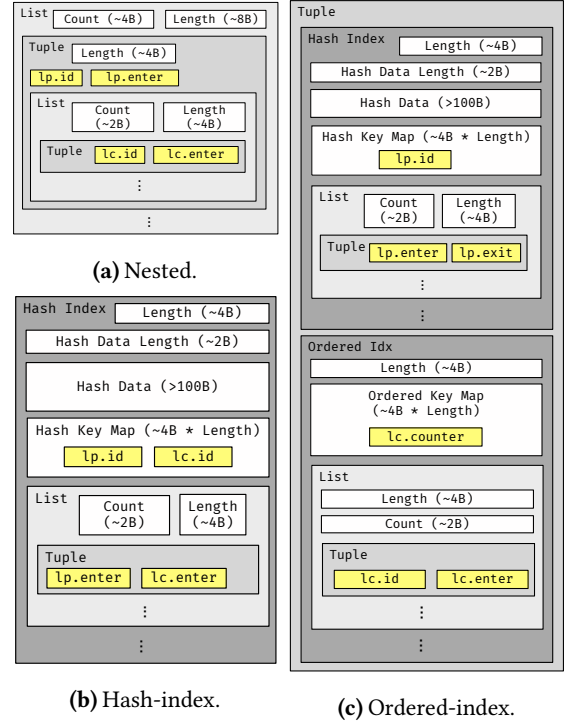 List
Count (~4B)
Length (~8B)
Tuple
Length (~4B)
lp.id
lp.enter
List
Count
(~2B)
Length
(~4B)
Tuple
lc.id
lc.enter
⋮
⋮
(a) Nested.
Hash Index
Length (~4B)
Hash Data Length (~2B)
Hash Data (>100B)
Hash Key Map (~4B * Length)
lp.id
lc.id
List
Count
(~2B)
Length
(~4B)
Tuple
lp.enter
lc.enter
⋮
⋮
(b) Hash-index.
Tuple
Hash Index
Length (~4B)
Hash Data Length (~2B)
Hash Data (>100B)
Hash Key Map (~4B * Length)
lp.id
List
Count
(~2B)
Length
(~4B)
Tuple
lp.enter
lp.exit
⋮
⋮
Ordered Idx
Length (~4B)
Ordered Key Map
(~4B * Length)
lc.counter
List
Length (~4B)
Count (~2B)
Tuple
lc.id
lc.enter
⋮
⋮
(c) Ordered-index.